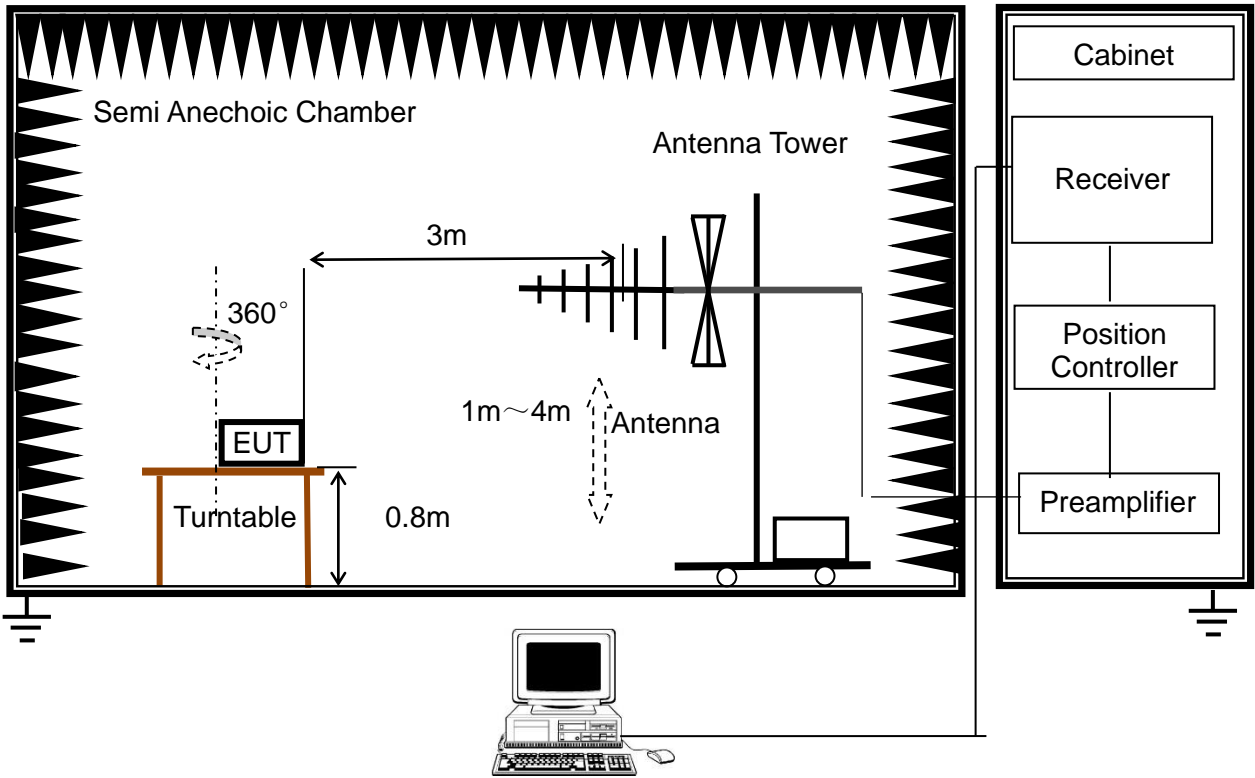 Semi Anechoic Chamber
Antenna Tower
3m
360°
1m～4m
Antenna
EUT
Turntable
0.8m
Cabinet
Receiver
Position
Controller
Preamplifier